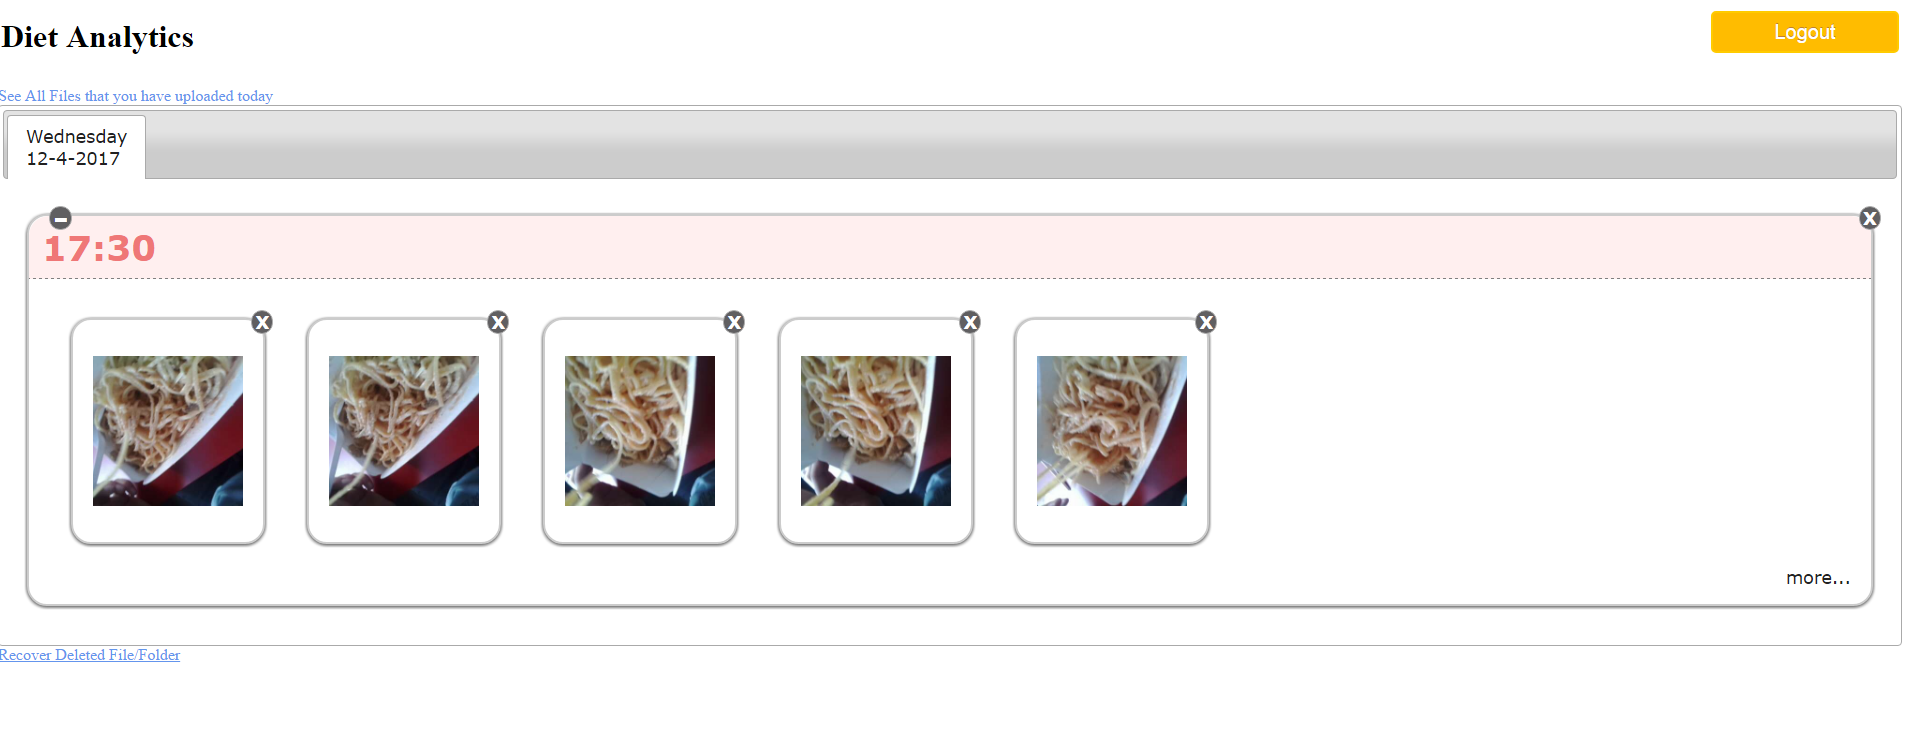 Diet Analytics
Logout
See All Files that you have uploaded today
Wednesday
12-4-2017
17:30
X
X
X
X
X
X
more...
Recover Deleted File/Folder